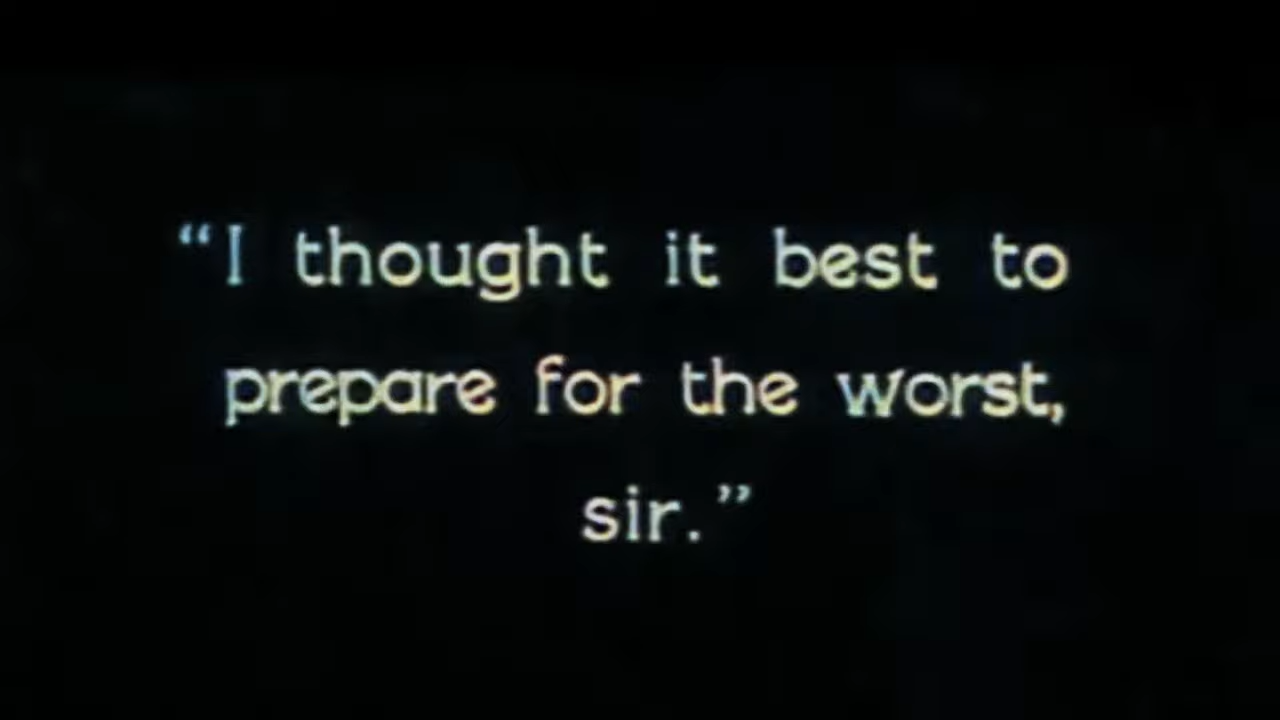 “I thought it best to
prepare for the worst,
sir.”